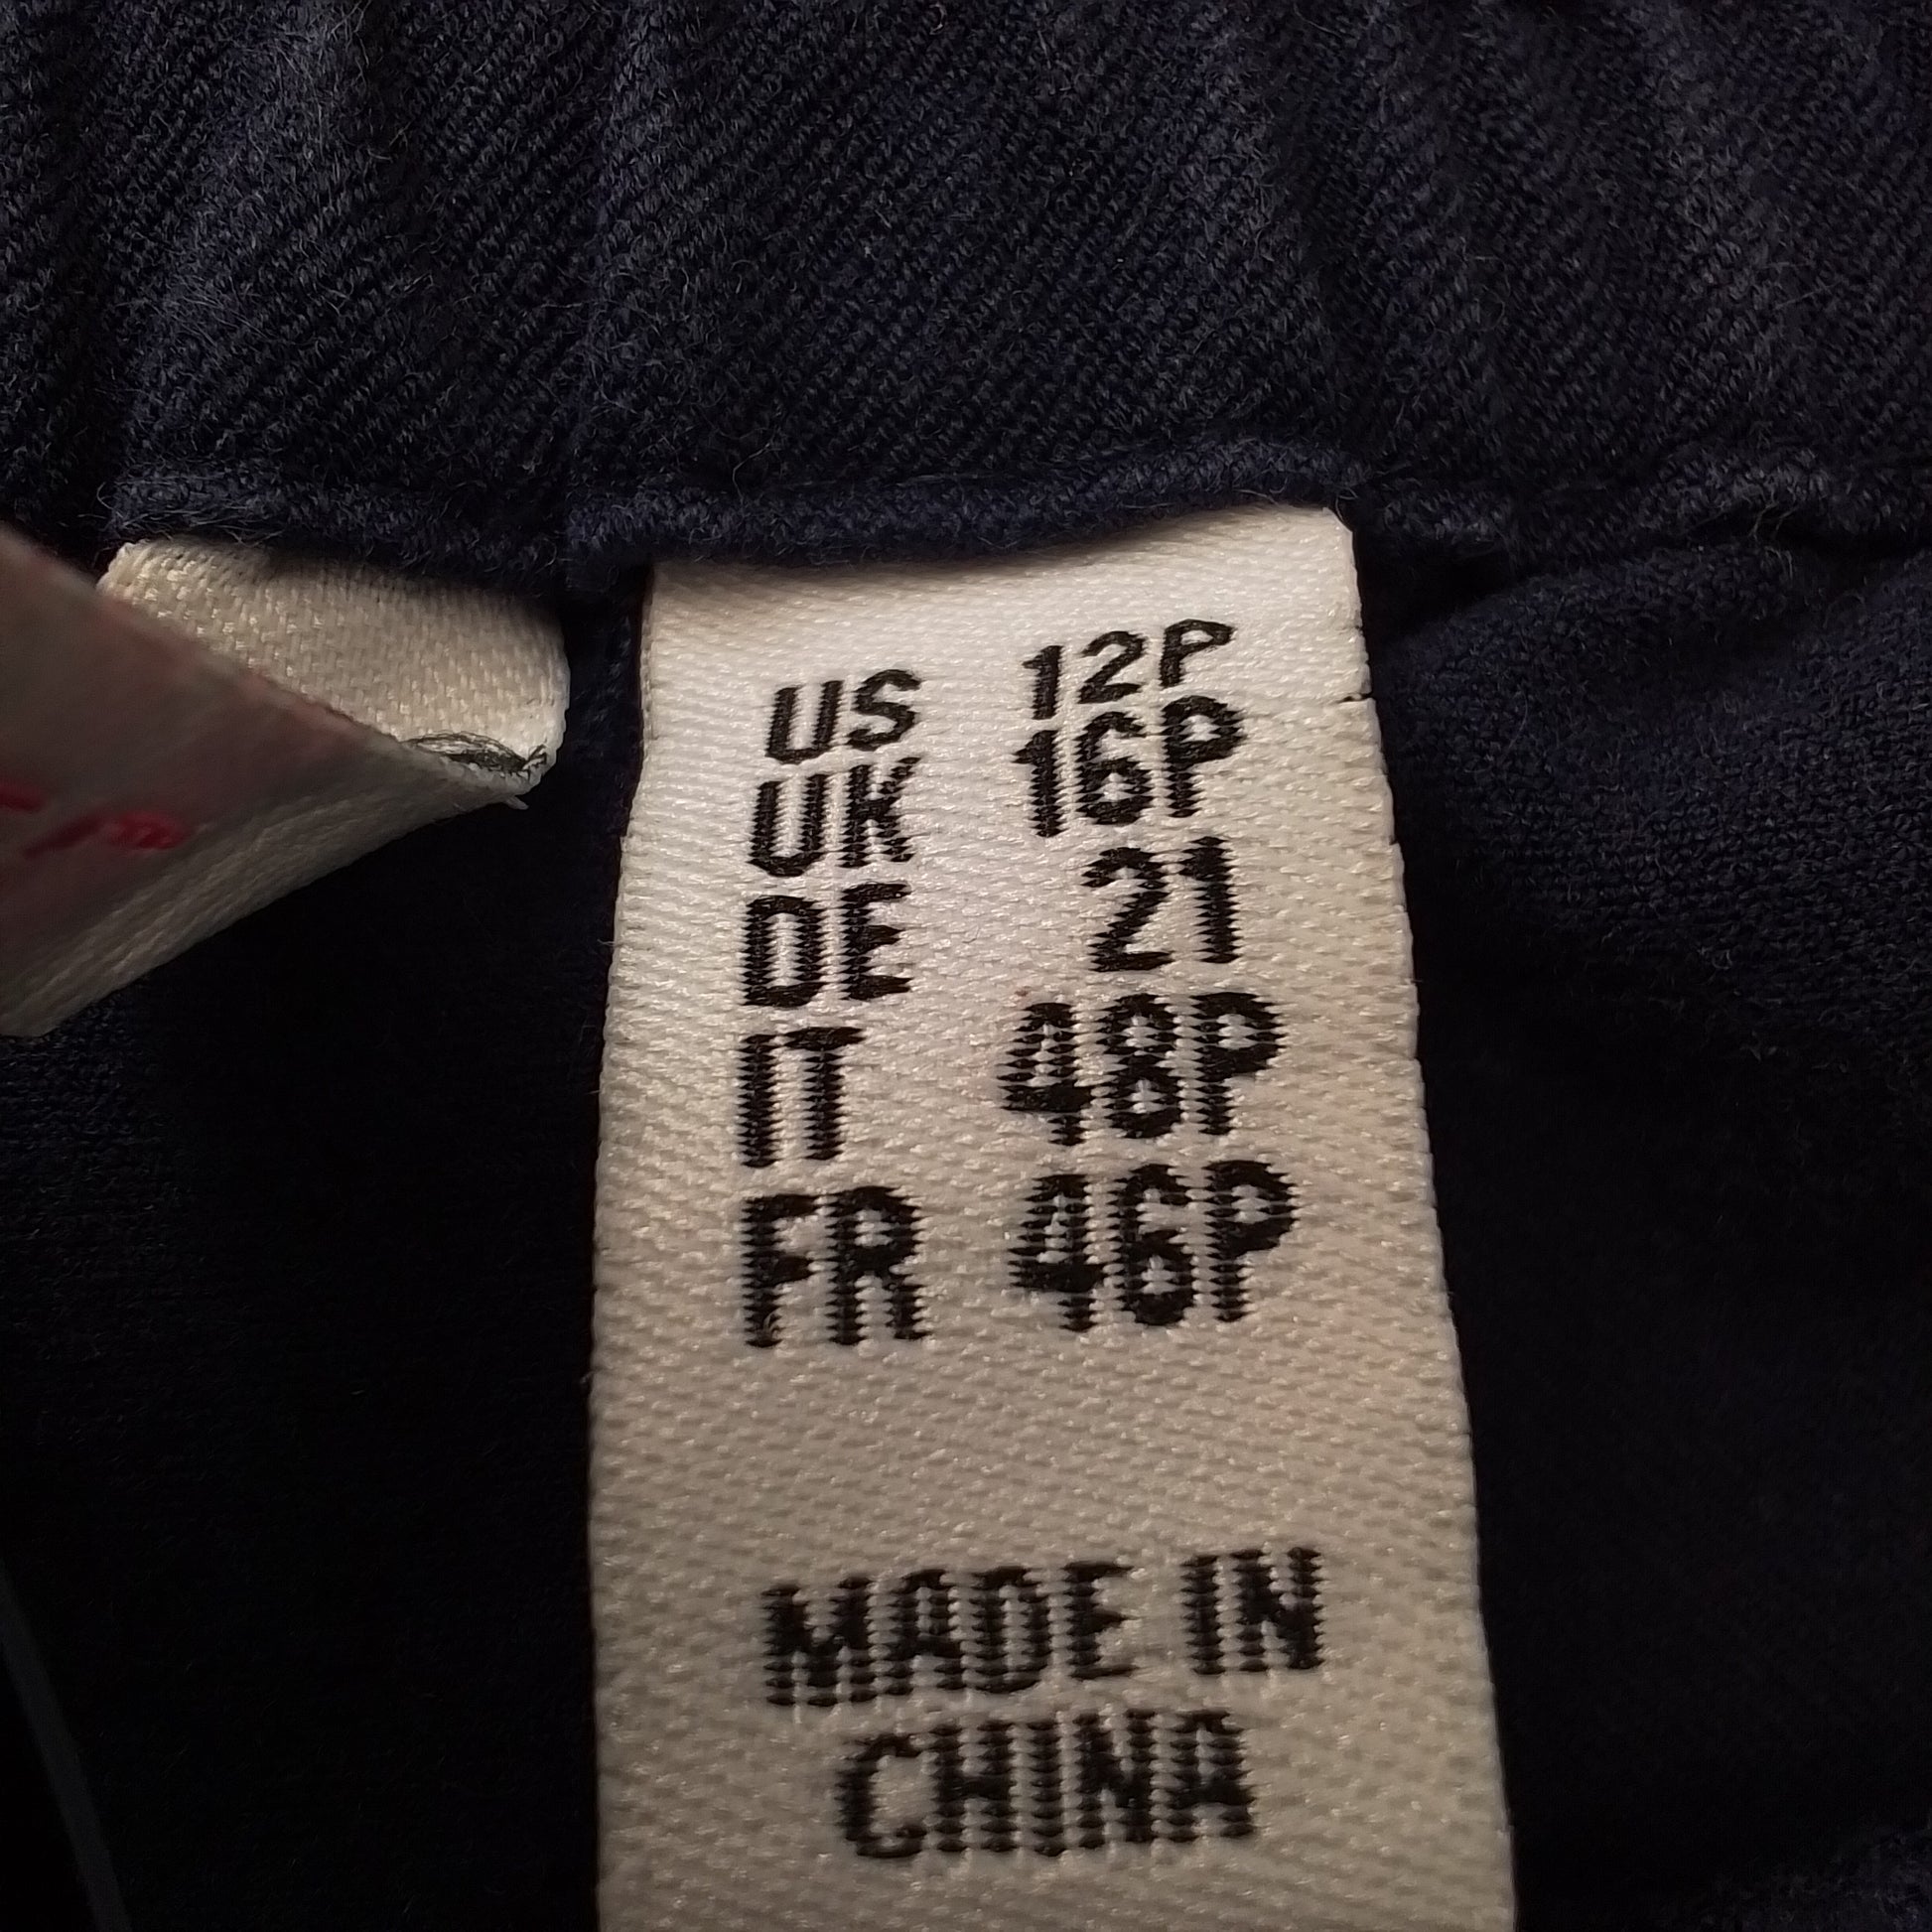 US 12P
UK 16P
DE 21
IT 48P
FR 46P
MADE IN
CHINA